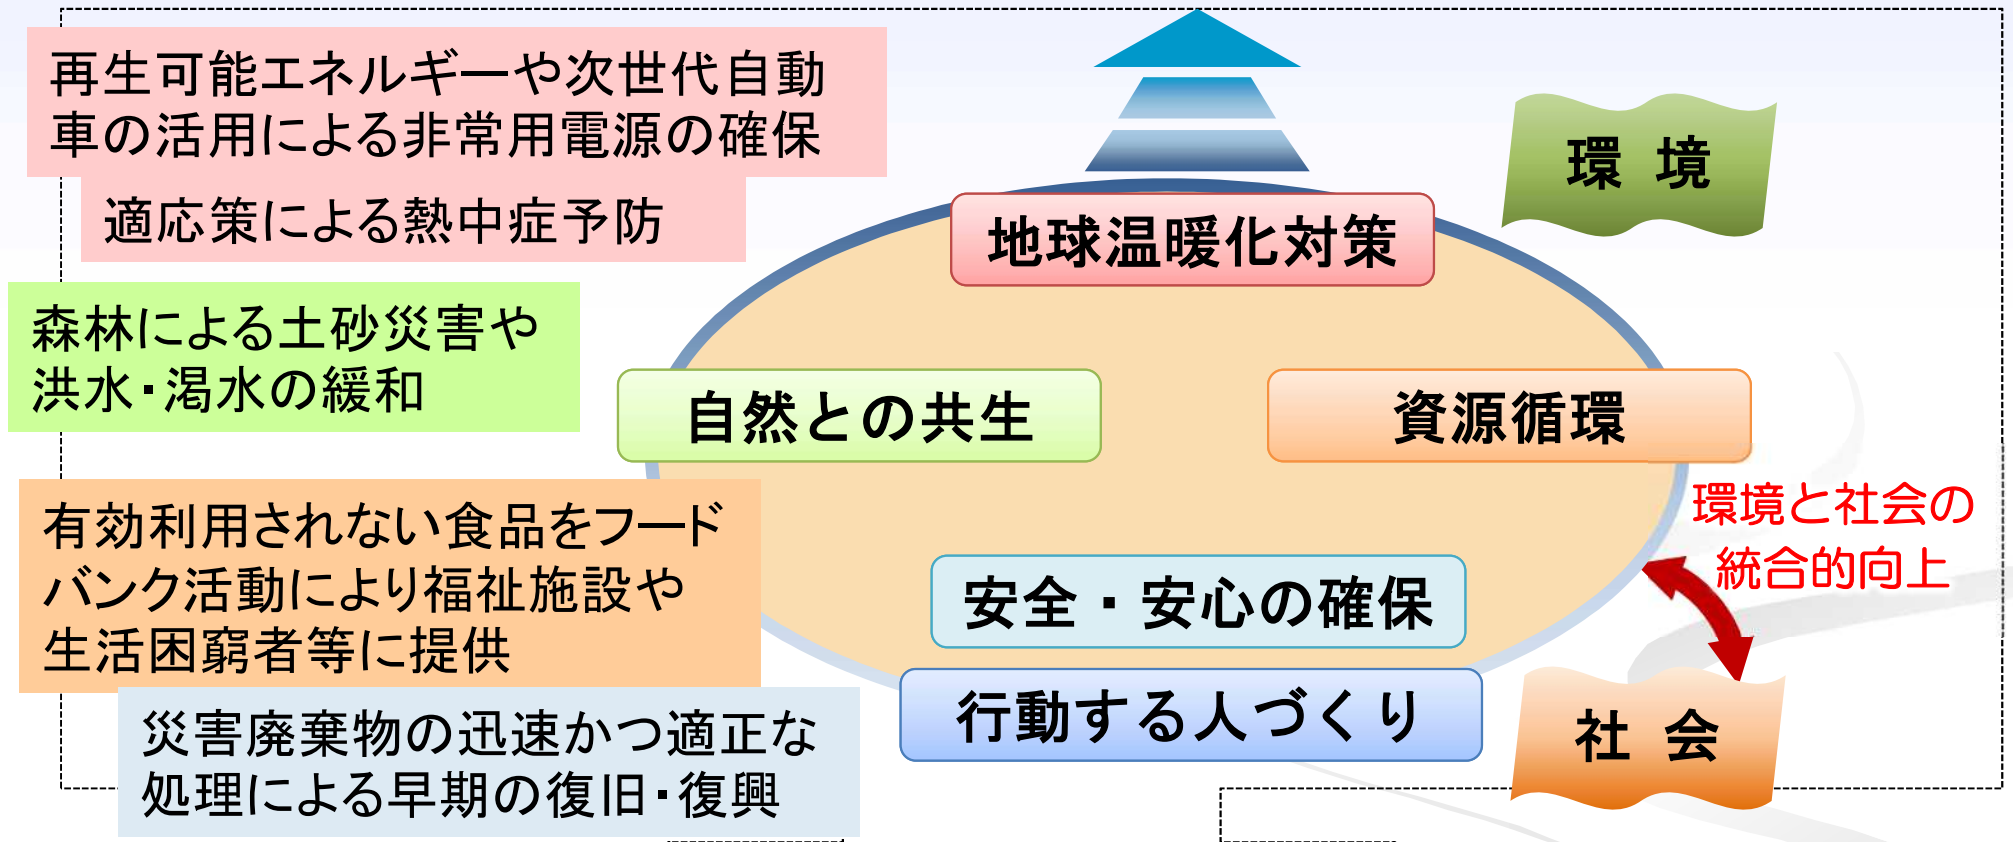 再生可能エネルギーや次世代自動
車の活用による非常用電源の確保
適応策による熱中症予防
森林による土砂災害や
洪水・渇水の緩和
有効利用されない食品をフード
バンク活動により福祉施設や
生活困窮者等に提供
災害廃棄物の迅速かつ適正な
処理による早期の復旧・復興
地球温暖化対策
自然との共生
資源循環
安全・安心の確保
行動する人づくり
環 境
環境と社会の
統合的向上
社 会